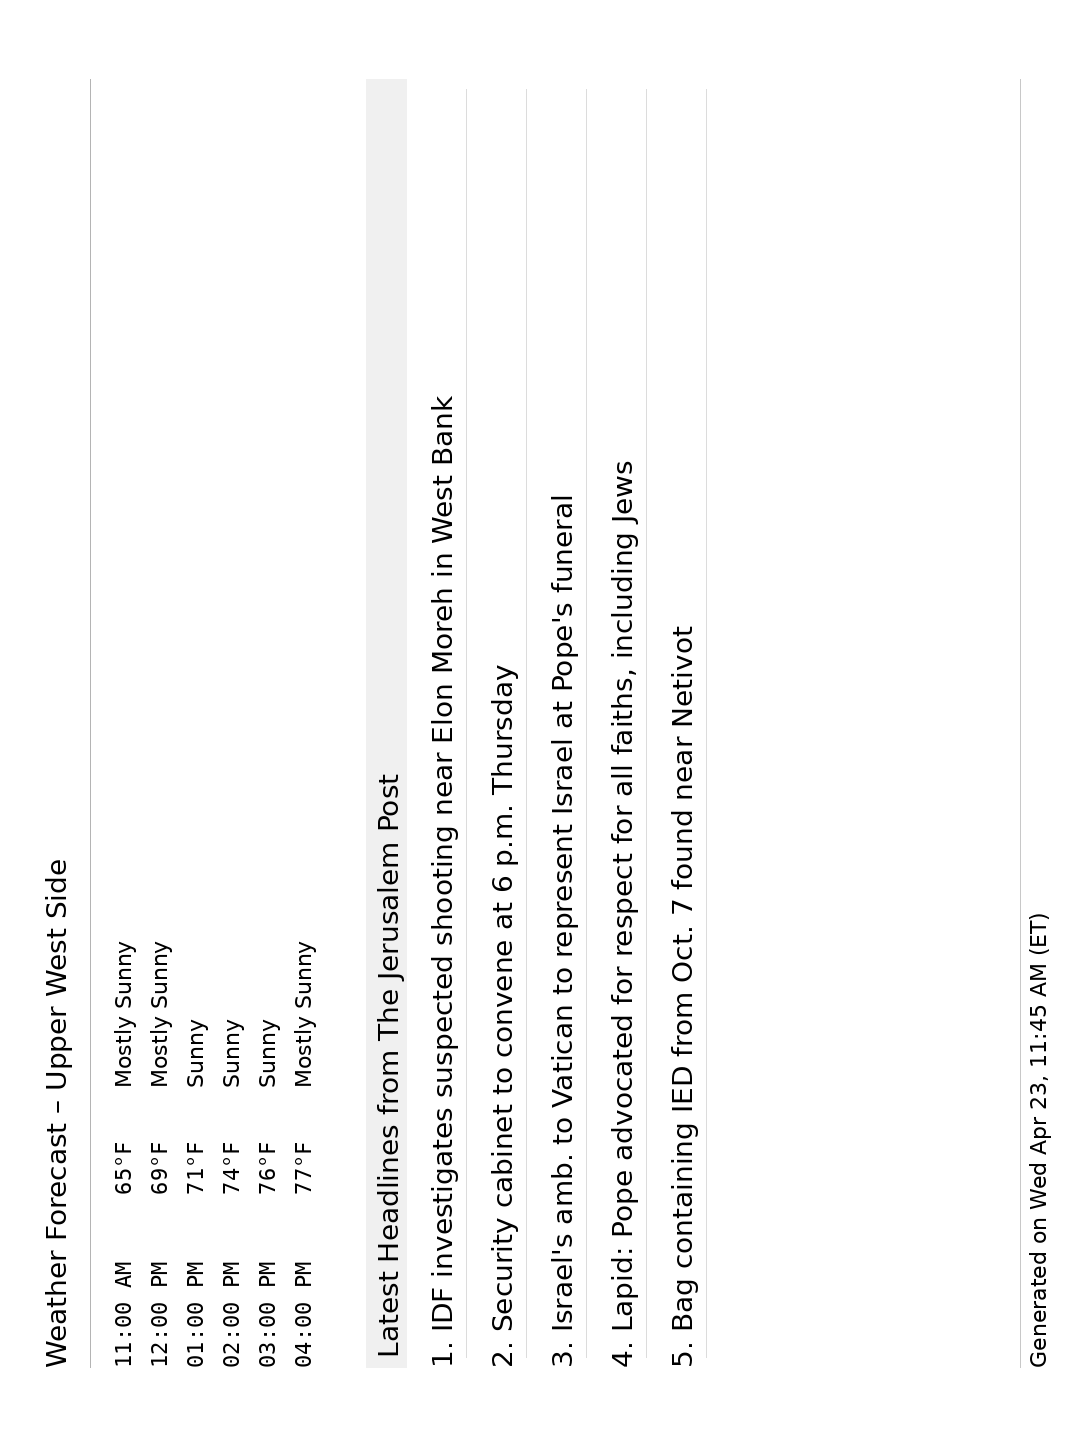 Weather Forecast – Upper West Side
11:00 AM 65°F Mostly Sunny
12:00 PM 69°F Mostly Sunny
01:00 PM 71°F Sunny
02:00 PM 74°F Sunny
03:00 PM 76°F Sunny
04:00 PM 77°F Mostly Sunny
Latest Headlines from The Jerusalem Post
1. IDF investigates suspected shooting near Elon Moreh in West Bank
2. Security cabinet to convene at 6 p.m. Thursday
3. Israel's amb. to Vatican to represent Israel at Pope's funeral
4. Lapid: Pope advocated for respect for all faiths, including Jews
5. Bag containing IED from Oct. 7 found near Netivot
Generated on Wed Apr 23, 11:45 AM (ET)